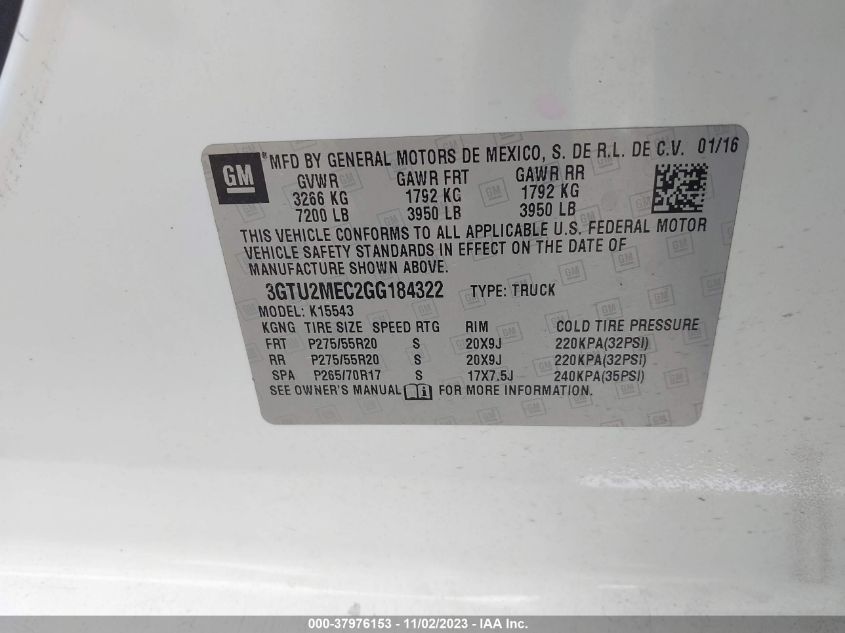 GM ® MFD BY GENERAL MOTORS DE MEXICO, S. DE R.L. DE C.V. 01/16
GVWR GAWR FRT GAWR RR
3266 KG 1792 KG 1792 KG
7200 LB 3950 LB 3950 LB
THIS VEHICLE CONFORMS TO ALL APPLICABLE U.S. FEDERAL MOTOR
VEHICLE SAFETY STANDARDS IN EFFECT ON THE DATE OF
MANUFACTURE SHOWN ABOVE.
3GTU2MEC2GG184322 TYPE: TRUCK
MODEL: K15543
KGNG TIRE SIZE SPEED RTG RIM COLD TIRE PRESSURE
FRT P275/55R20 S 20X9J 220KPA(32PSI)
RR P275/55R20 S 20X9J 220KPA(32PSI)
SPA P265/70R17 S 17X7.5J 240KPA(35PSI)
SEE OWNER'S MANUAL FOR MORE INFORMATION.
000-37976153 - 11/02/2023 - IAA Inc.